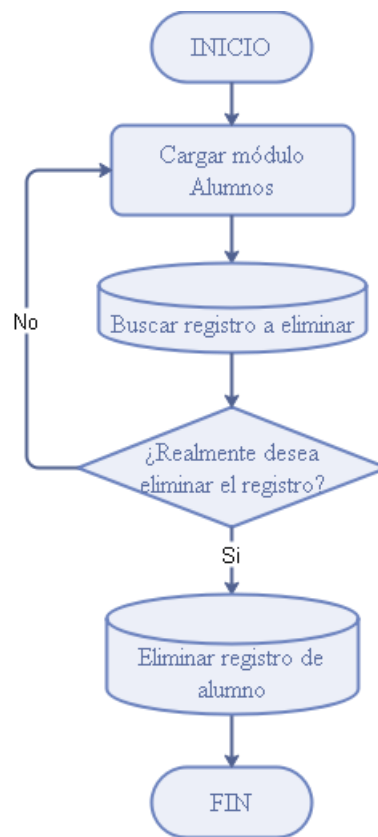 INICIO
Cargar módulo
Alumnos
Buscar registro a eliminar
No
¿Realmente desea
eliminar el registro?
Si
Eliminar registro de
alumno
FIN